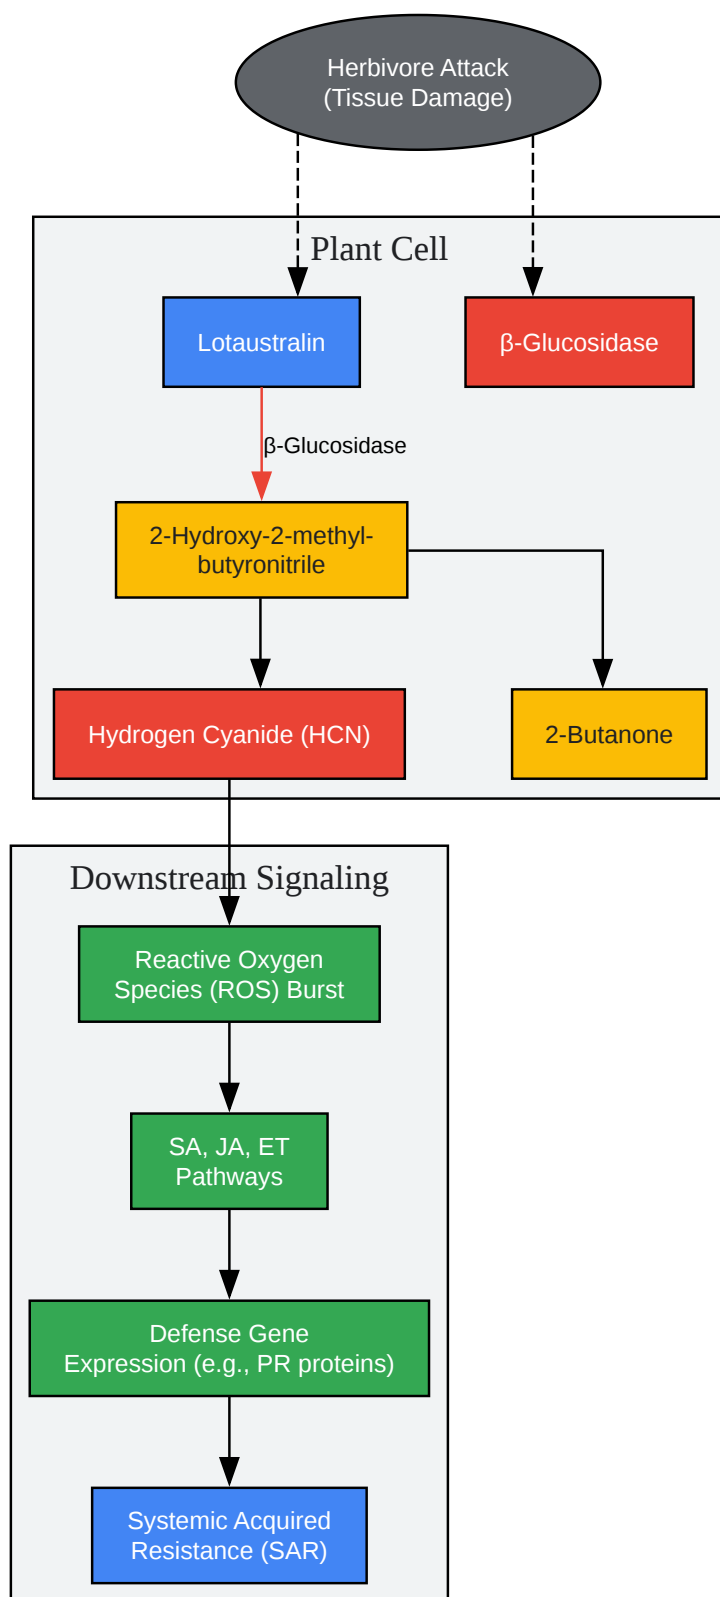 Herbivore Attack
(Tissue Damage)
Plant Cell
Lotaustralin
β-Glucosidase
β-Glucosidase
2-Hydroxy-2-methyl-
butyronitrile
Hydrogen Cyanide (HCN)
2-Butanone
Downstream Signaling
Reactive Oxygen
Species (ROS) Burst
SA, JA, ET
Pathways
Defense Gene
Expression (e.g., PR proteins)
Systemic Acquired
Resistance (SAR)